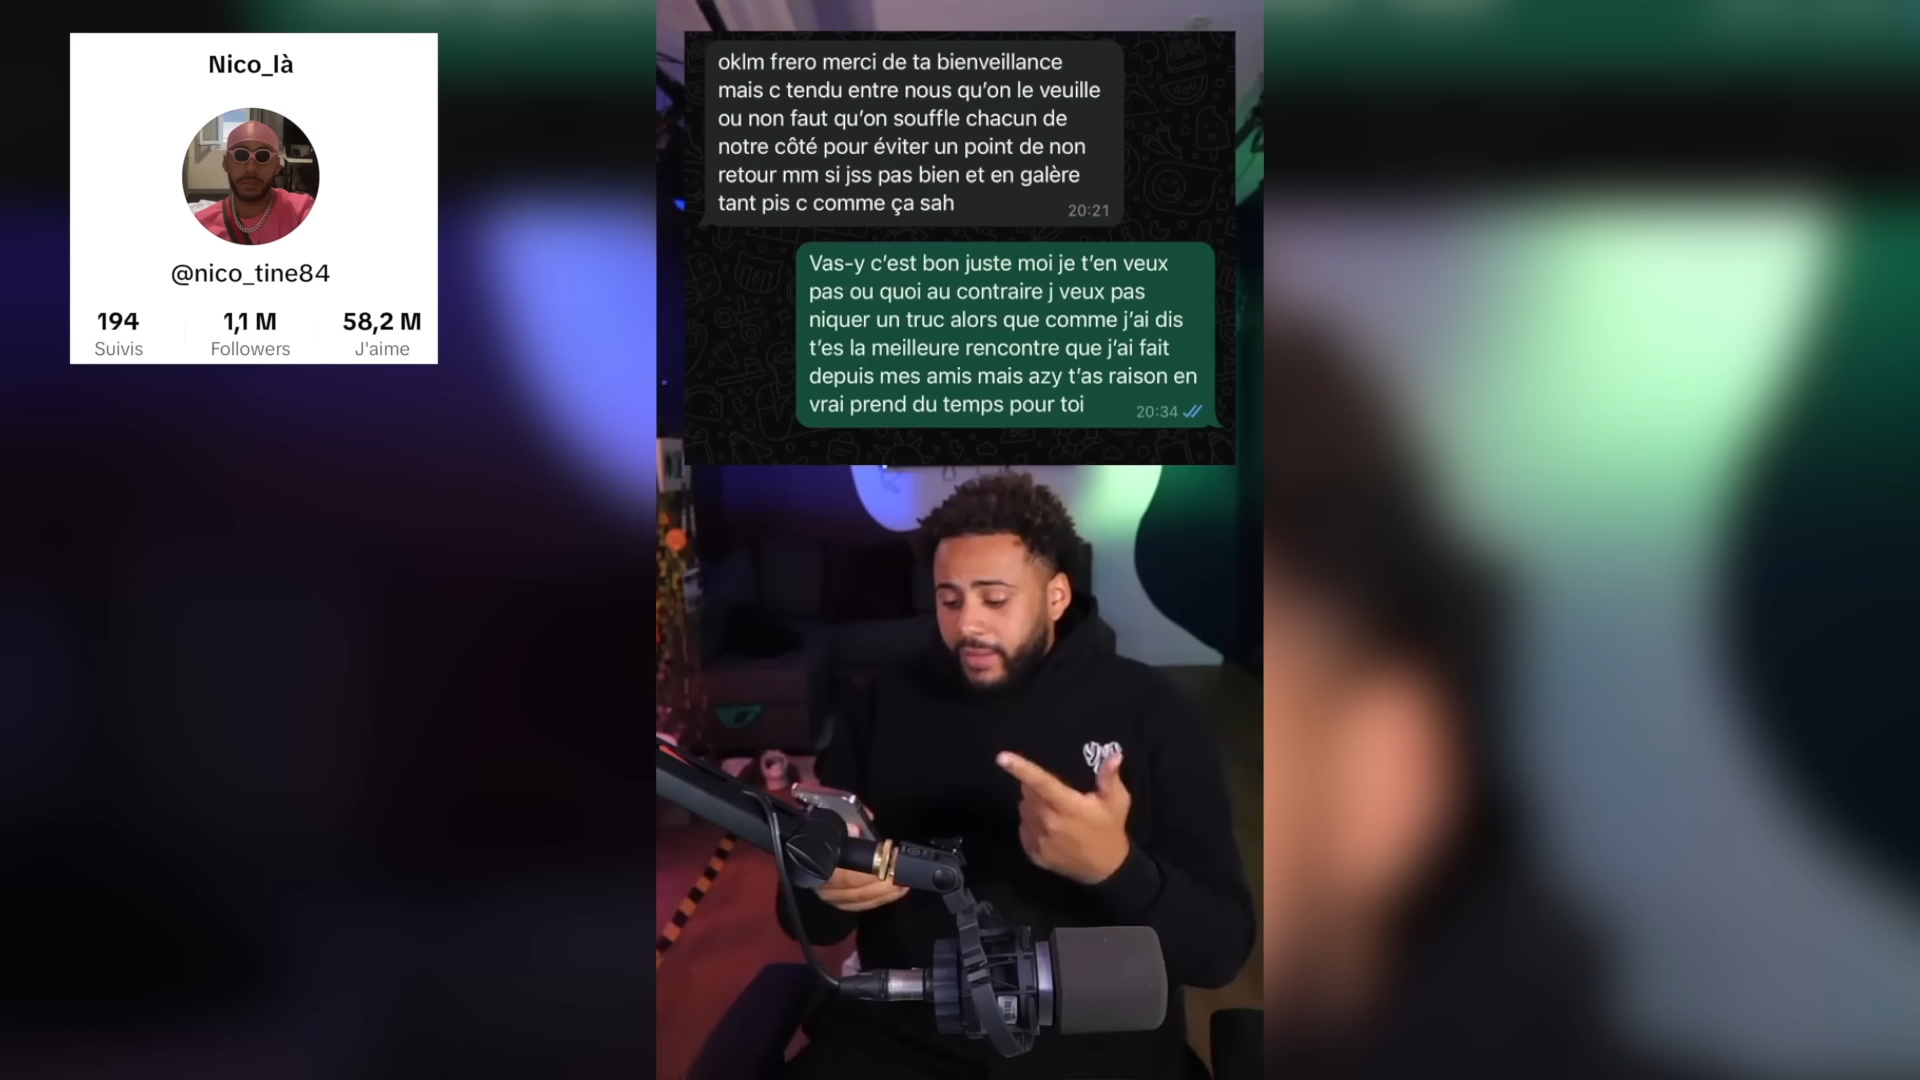 Nico_là
@nico_tine84
194
1,1 M
58,2 M
Suivis
Followers
J'aime
oklm frero merci de ta bienveillance
mais c tendu entre nous qu’on le veuille
ou non faut qu’on souffle chacun de
notre côté pour éviter un point de non
retour mm si jss pas bien et en galère
tant pis c comme ça sah
20:21
Vas-y c’est bon juste moi je t’en veux
pas ou quoi au contraire j veux pas
niquer un truc alors que comme j’ai dis
t’es la meilleure rencontre que j’ai fait
depuis mes amis mais azy t’as raison en
vrai prend du temps pour toi
20:34